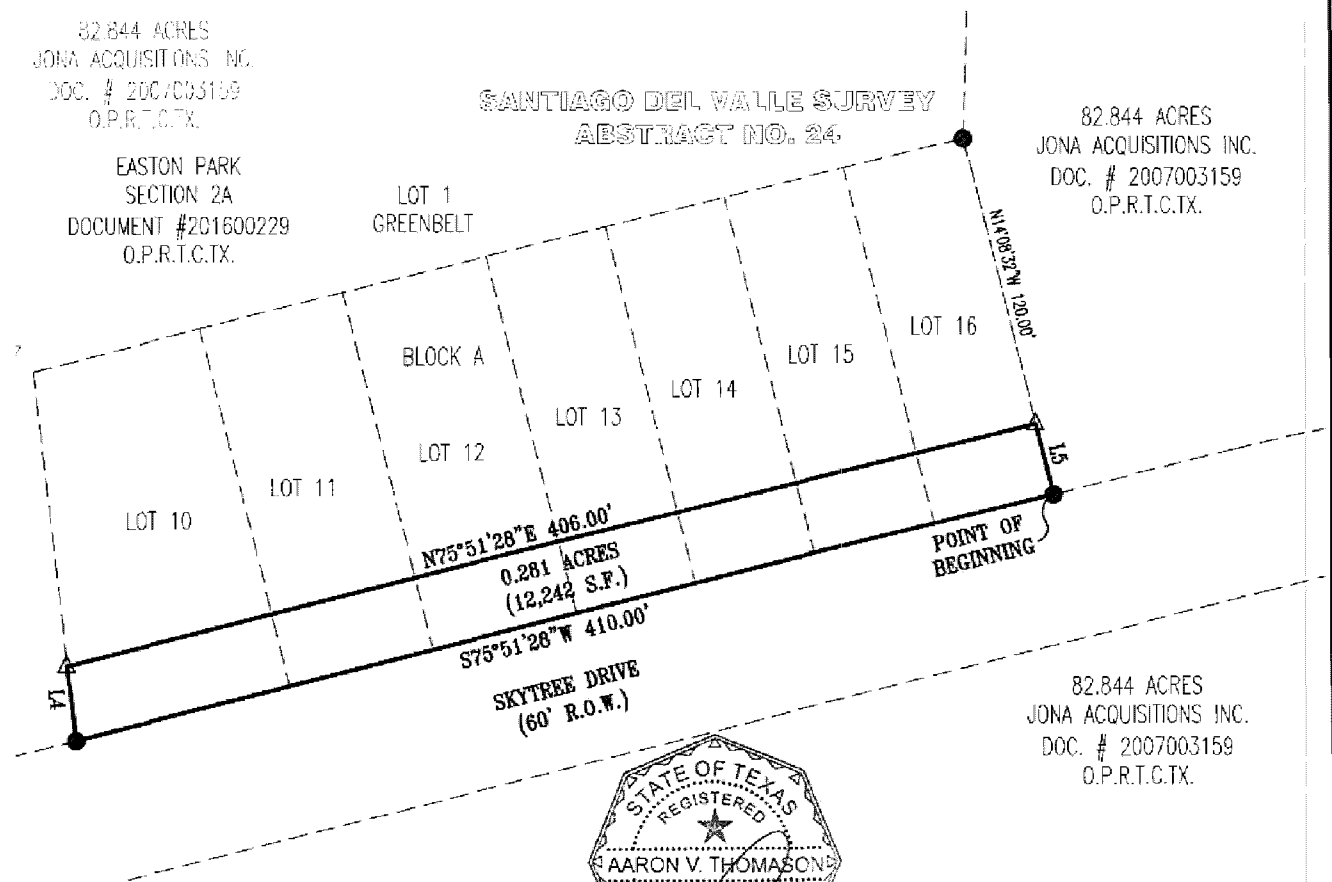 82.844 ACRES
JONA ACQUISITIONS INC.
DOC. # 2007003159
O.P.R.T.C.TX.
EASTON PARK
SECTION 2A
DOCUMENT #201600229
O.P.R.T.C.TX.
LOT 1
GREENBELT
SANTIAGO DEL VALLE SURVEY
ABSTRACT NO. 24
82.844 ACRES
JONA ACQUISITIONS INC.
DOC. # 2007003159
O.P.R.T.C.TX.
N14°08'32"W 120.00'
BLOCK A
LOT 10
LOT 11
LOT 12
LOT 13
LOT 14
LOT 15
LOT 16
L5
N75°51'28"E 406.00'
0.281 ACRES
(12,242 S.F.)
S75°51'28"W 410.00'
POINT OF
BEGINNING
L4
SKYTREE DRIVE
(60' R.O.W.)
82.844 ACRES
JONA ACQUISITIONS INC.
DOC. # 2007003159
O.P.R.T.C.TX.
STATE OF TEXAS
REGISTERED
AARON V. THOMASON